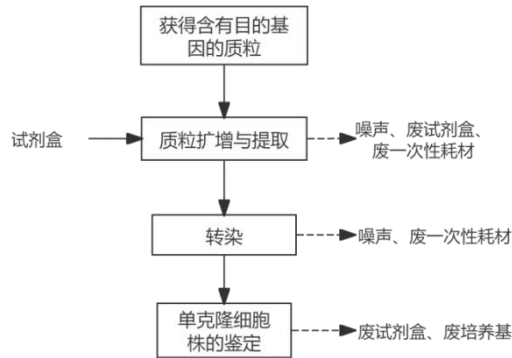 获得含有目的基
因的质粒
试剂盒
质粒扩增与提取
噪声、废试剂盒、
废一次性耗材
转染
噪声、废一次性耗材
单克隆细胞
株的鉴定
废试剂盒、废培养基